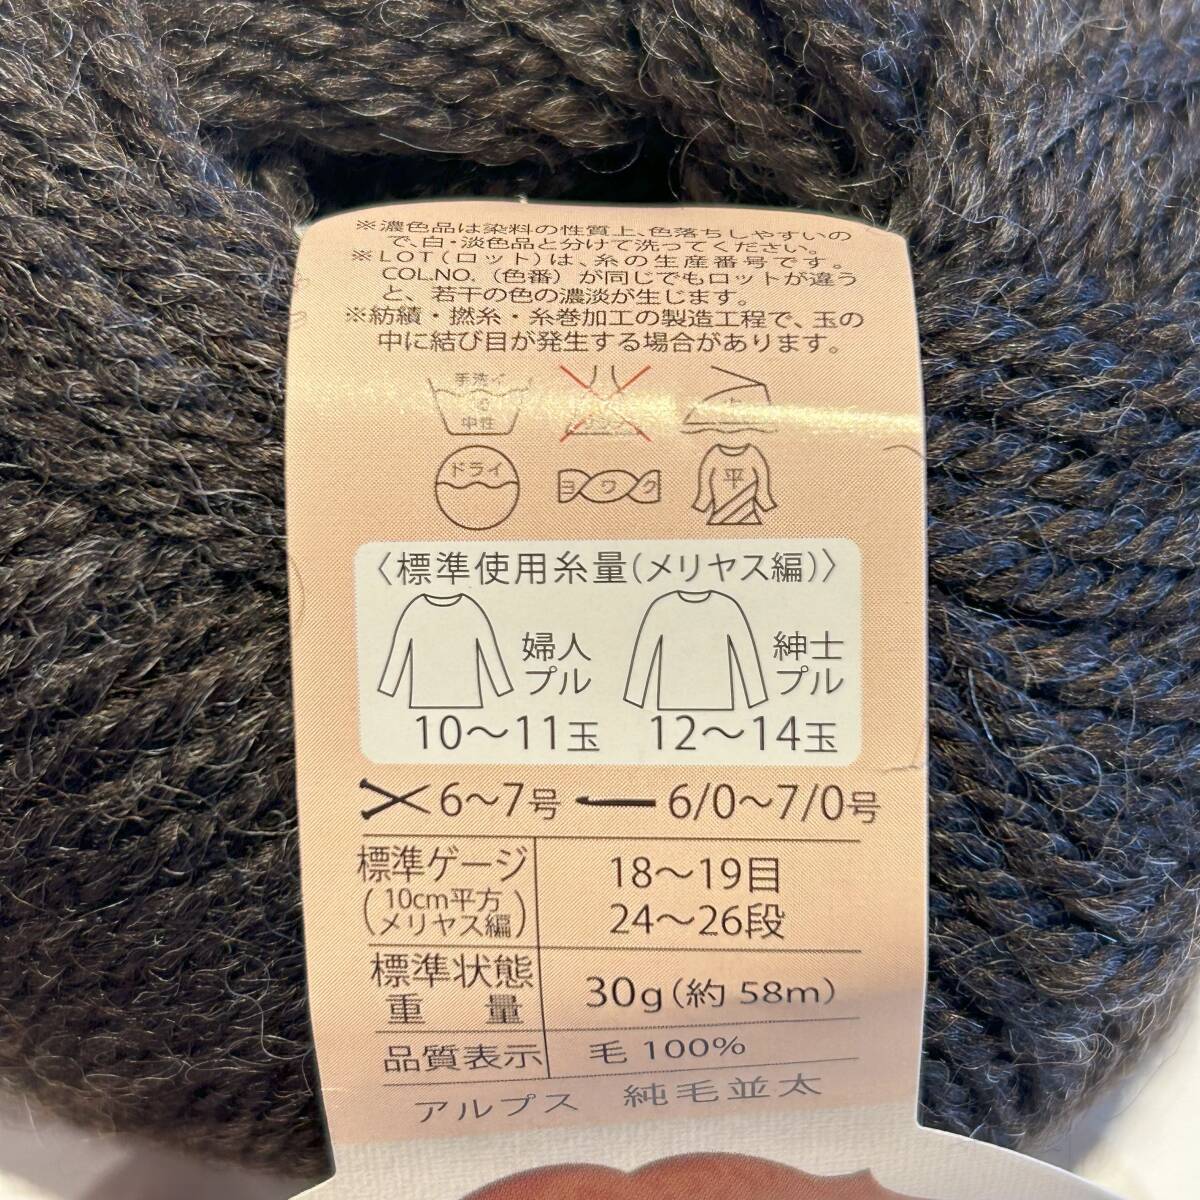 ※濃色品は染料の性質上、色落ちしやすいの
で、白・淡色品と分けて洗ってください。
※LOT(ロット)は、糸の生産番号です。
COL.NO.(色番)が同じでもロットが違う
と、若干の色の濃淡が生じます。
※紡績・撚糸・糸巻加工の製造工程で、玉の
中に結び目が発生する場合があります。
手洗イ
中性
ドライ
ヨワク
平
〈標準使用糸量(メリヤス編)〉
婦人
プル
10〜11玉
紳士
プル
12〜14玉
6〜7号
6/0〜7/0号
標準ゲージ
(10cm平方
メリヤス編)
18〜19目
24〜26段
標準状態
重量
30g(約 58m)
品質表示
毛 100%
アルプス 純毛並太